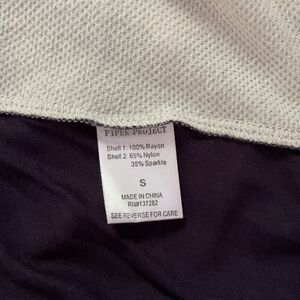 PIPER PROJECT
Shell 1: 100% Rayon
Shell 2: 65% Nylon
35% Sparkle
S
MADE IN CHINA
RN#137282
SEE REVERSE FOR CARE